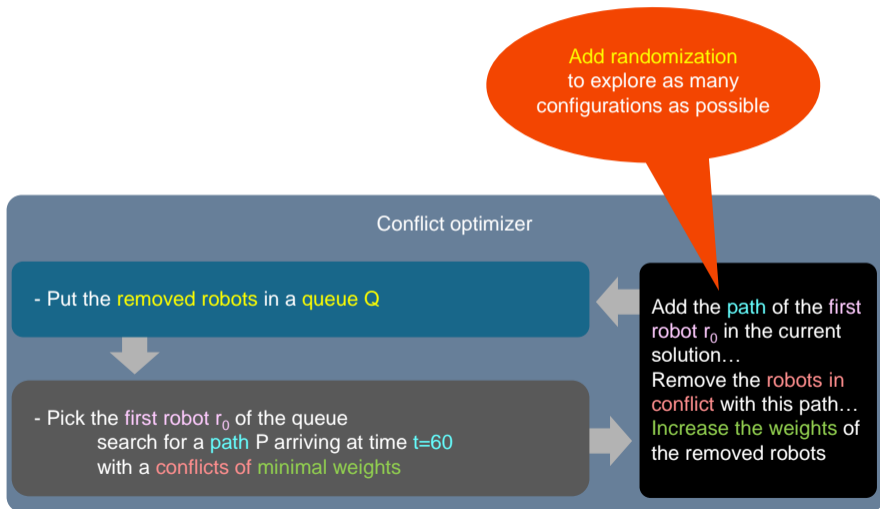 Add randomization
to explore as many
configurations as possible
Conflict optimizer
- Put the removed robots in a queue Q
- Pick the first robot r₀ of the queue
search for a path P arriving at time t=60
with a conflicts of minimal weights
Add the path of the first
robot r₀ in the current
solution…
Remove the robots in
conflict with this path…
Increase the weights of
the removed robots